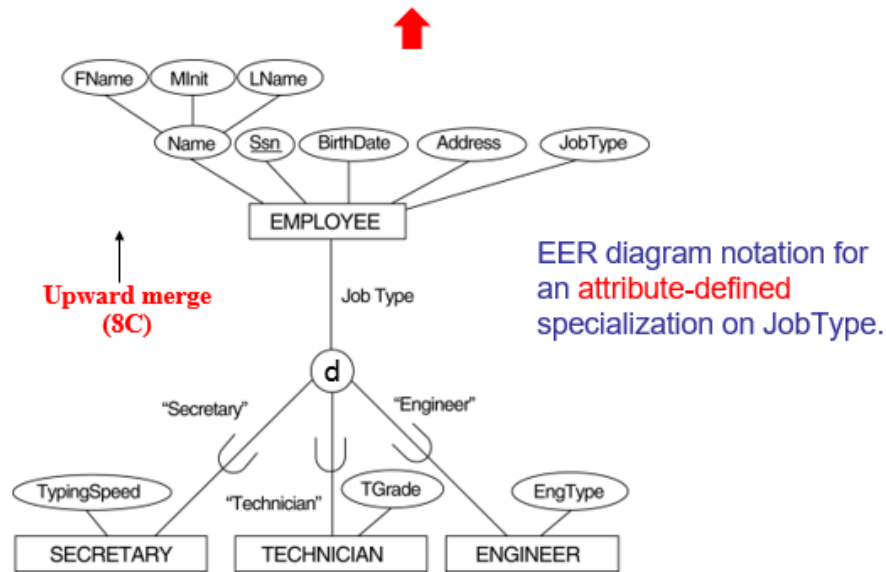 FName MInit LName
Name Ssn BirthDate Address JobType
EMPLOYEE
Upward merge
(8C)
Job Type
EER diagram notation for
an attribute-defined
specialization on JobType.
d
"Secretary" "Engineer"
TypingSpeed "Technician" TGrade EngType
SECRETARY TECHNICIAN ENGINEER